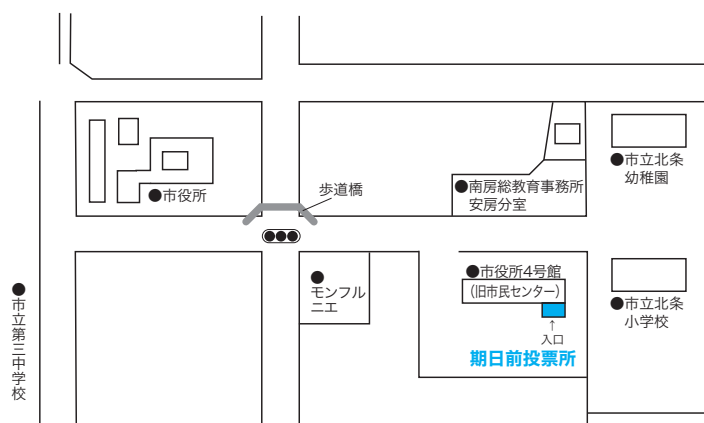 歩道橋
●市役所
●南房総教育事務所
安房分室
●市立北条
幼稚園
●市立第三中学校
●
モンフル
ニエ
●市役所4号館
(旧市民センター)
↑
入口
期日前投票所
●市立北条
小学校